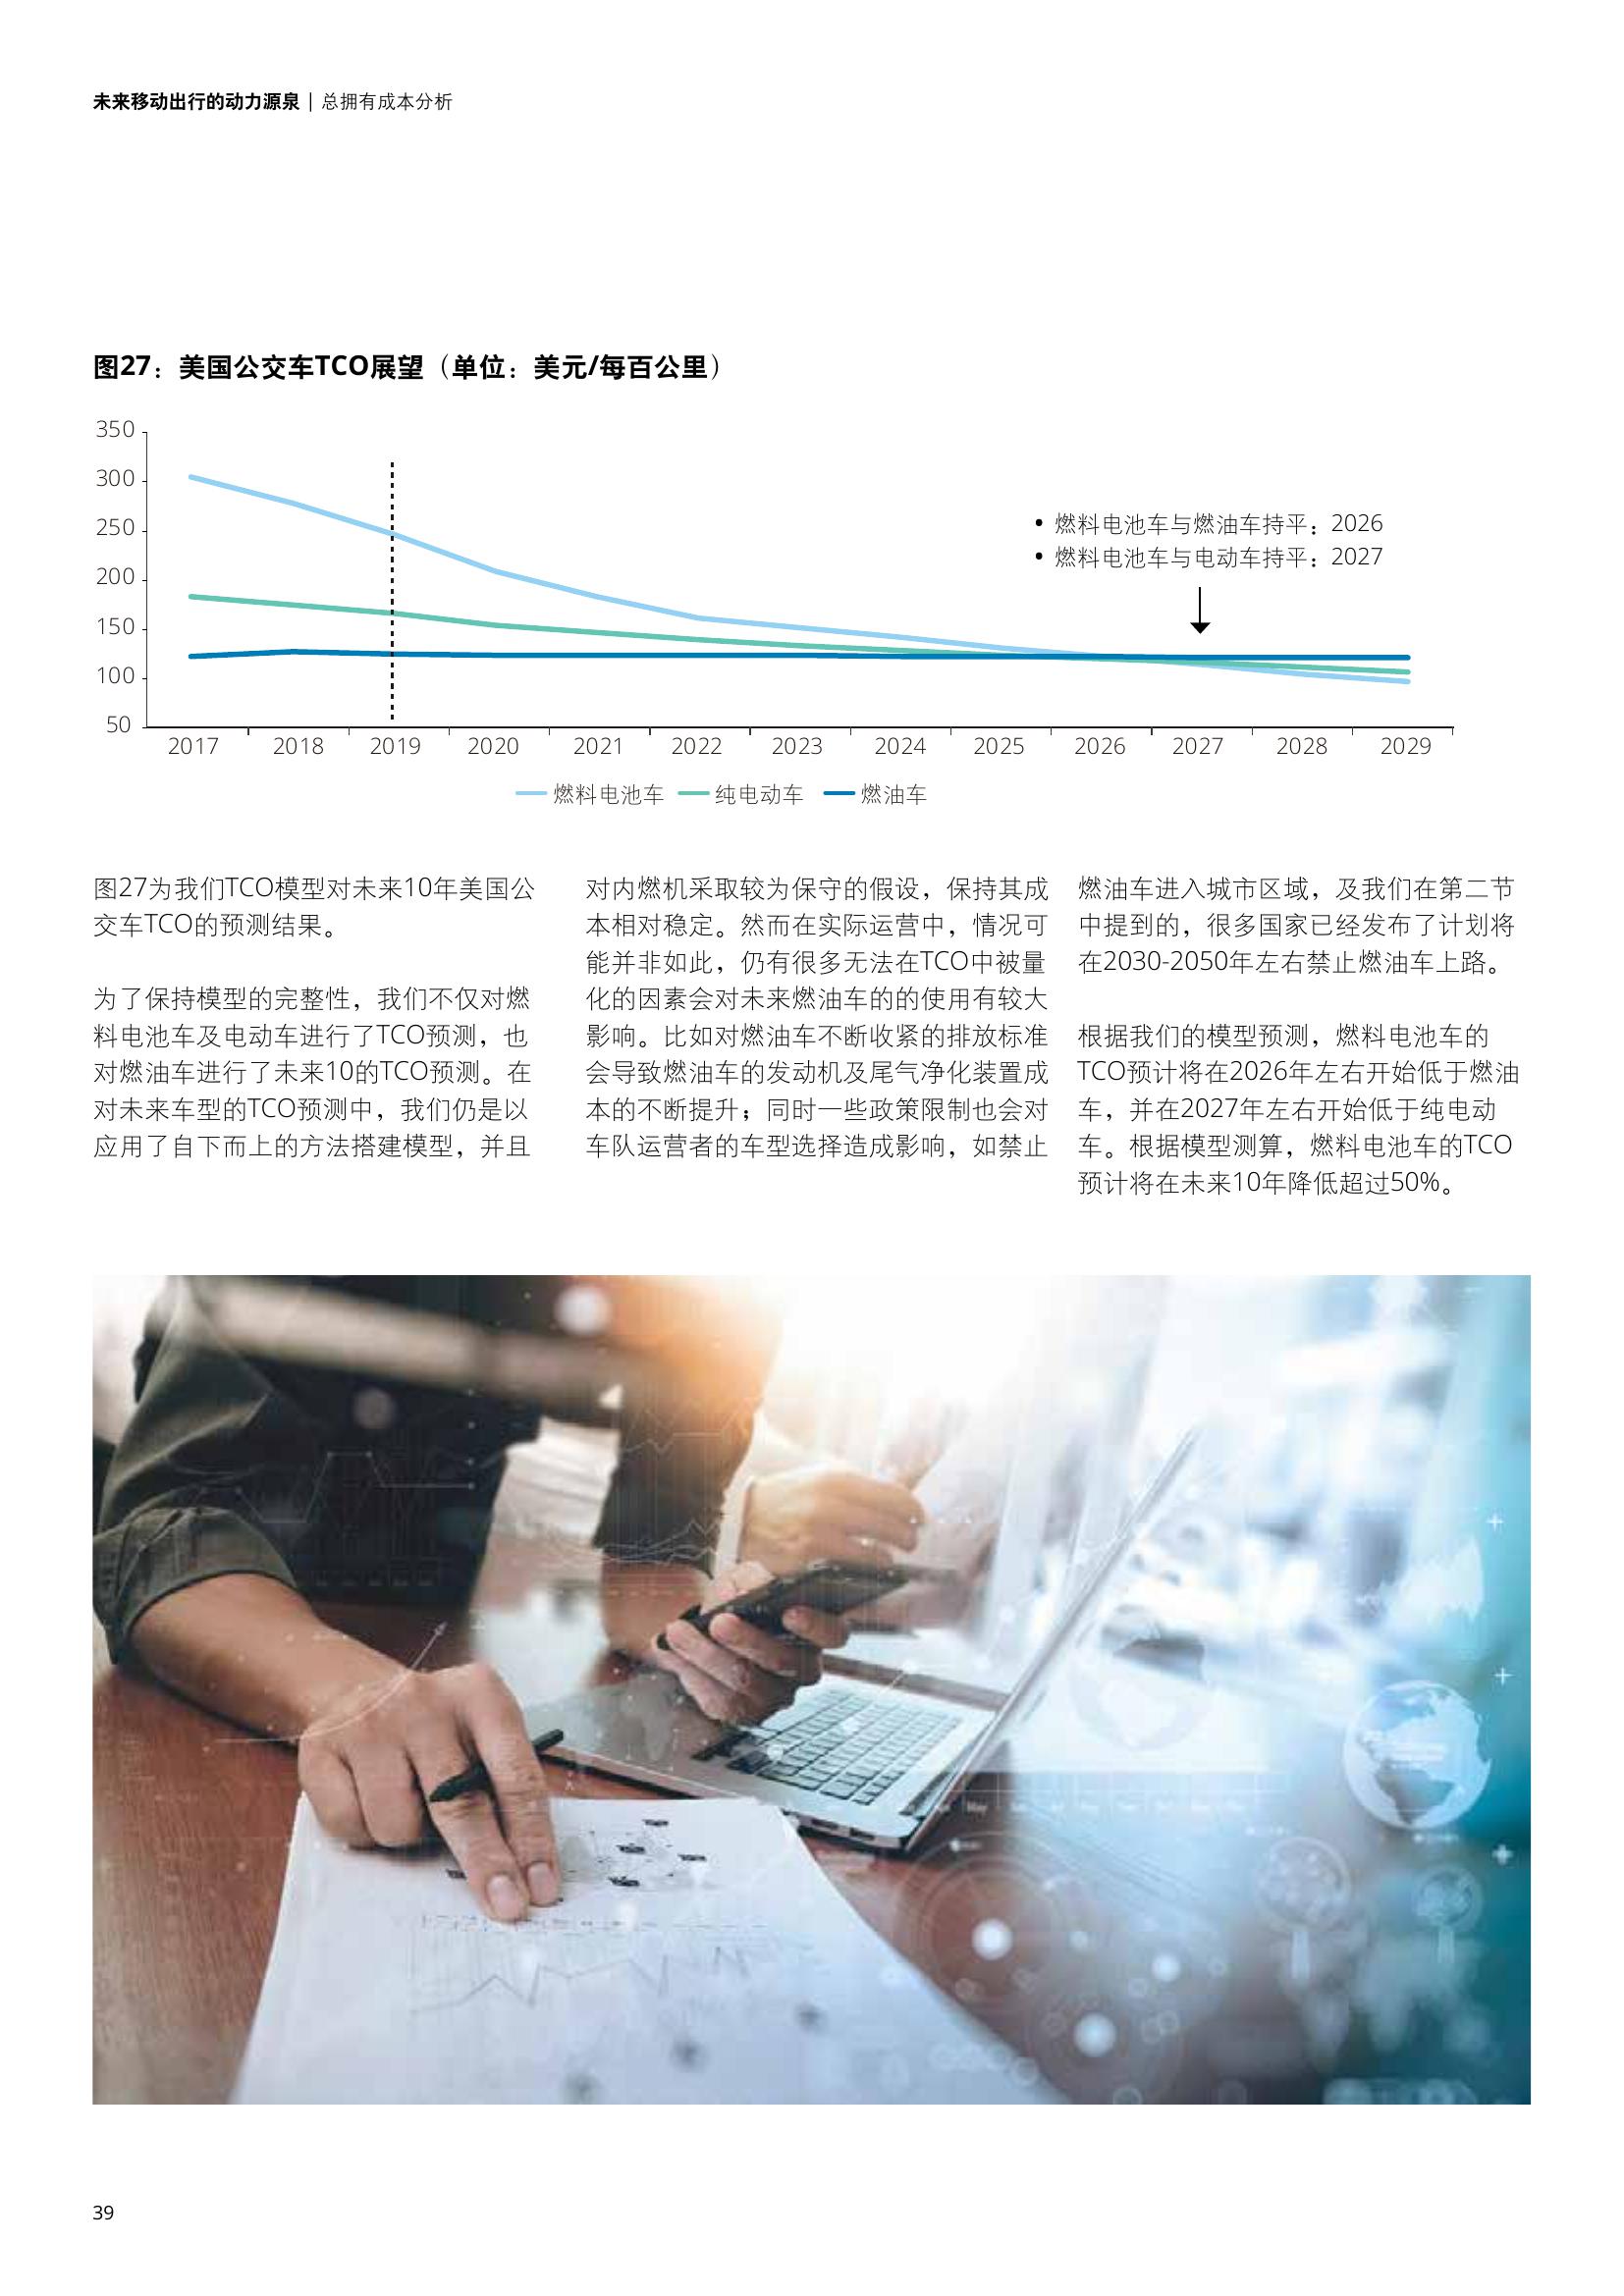 未来移动出行的动力源泉 | 总拥有成本分析
图27：美国公交车TCO展望（单位：美元/每百公里）
350
300
250
200
150
100
50
• 燃料电池车与燃油车持平：2026
• 燃料电池车与电动车持平：2027
2017 2018 2019 2020 2021 2022 2023 2024 2025 2026 2027 2028 2029
燃料电池车 纯电动车 燃油车
图27为我们TCO模型对未来10年美国公
交车TCO的预测结果。
为了保持模型的完整性，我们不仅对燃
料电池车及电动车进行了TCO预测，也
对燃油车进行了未来10的TCO预测。在
对未来车型的TCO预测中，我们仍是以
应用了自下而上的方法搭建模型，并且
对内燃机采取较为保守的假设，保持其成
本相对稳定。然而在实际运营中，情况可
能并非如此，仍有很多无法在TCO中被量
化的因素会对未来燃油车的的使用有较大
影响。比如对燃油车不断收紧的排放标准
会导致燃油车的发动机及尾气净化装置成
本的不断提升；同时一些政策限制也会对
车队运营者的车型选择造成影响，如禁止
燃油车进入城市区域，及我们在第二节
中提到的，很多国家已经发布了计划将
在2030-2050年左右禁止燃油车上路。
根据我们的模型预测，燃料电池车的
TCO预计将在2026年左右开始低于燃油
车，并在2027年左右开始低于纯电动
车。根据模型测算，燃料电池车的TCO
预计将在未来10年降低超过50%。
39